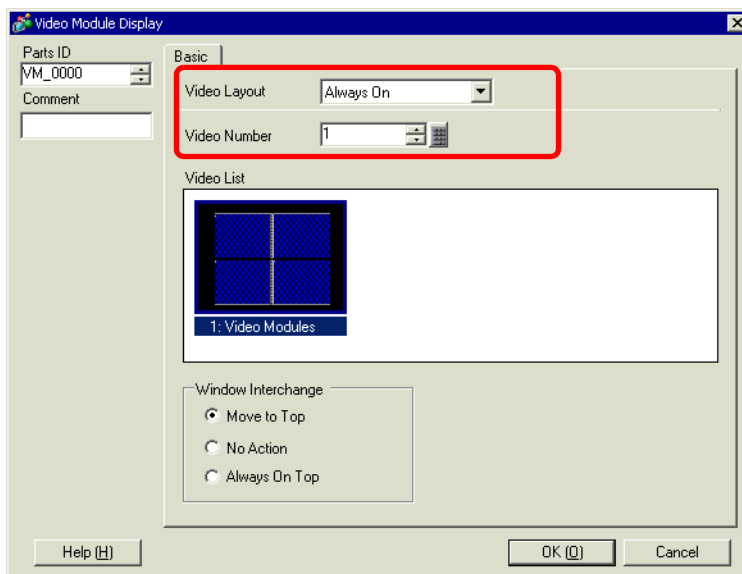 Video Module Display
Parts ID
VM_0000
Comment
Basic
Video Layout
Always On
Video Number
1
Video List
1: Video Modules
Window Interchange
Move to Top
No Action
Always On Top
Help (H)
OK (O)
Cancel